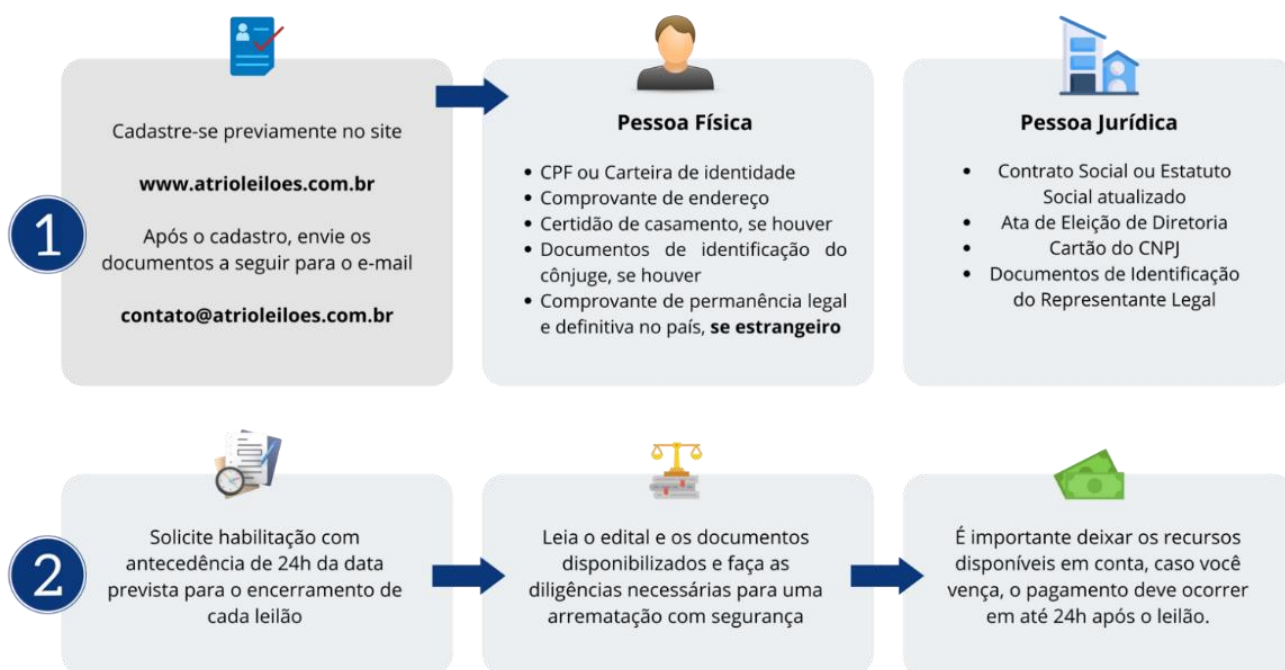 1
Cadastre-se previamente no site
www.atrioleiloes.com.br
Após o cadastro, envie os
documentos a seguir para o e-mail
contato@atrioleiloes.com.br
Pessoa Física
• CPF ou Carteira de identidade
• Comprovante de endereço
• Certidão de casamento, se houver
• Documentos de identificação do
cônjuge, se houver
• Comprovante de permanência legal
e definitiva no país, se estrangeiro
Pessoa Jurídica
• Contrato Social ou Estatuto
Social atualizado
• Ata de Eleição de Diretoria
• Cartão do CNPJ
• Documentos de Identificação
do Representante Legal
2
Solicite habilitação com
antecedência de 24h da data
prevista para o encerramento de
cada leilão
Leia o edital e os documentos
disponibilizados e faça as
diligências necessárias para uma
arrematação com segurança
É importante deixar os recursos
disponíveis em conta, caso você
vença, o pagamento deve ocorrer
em até 24h após o leilão.